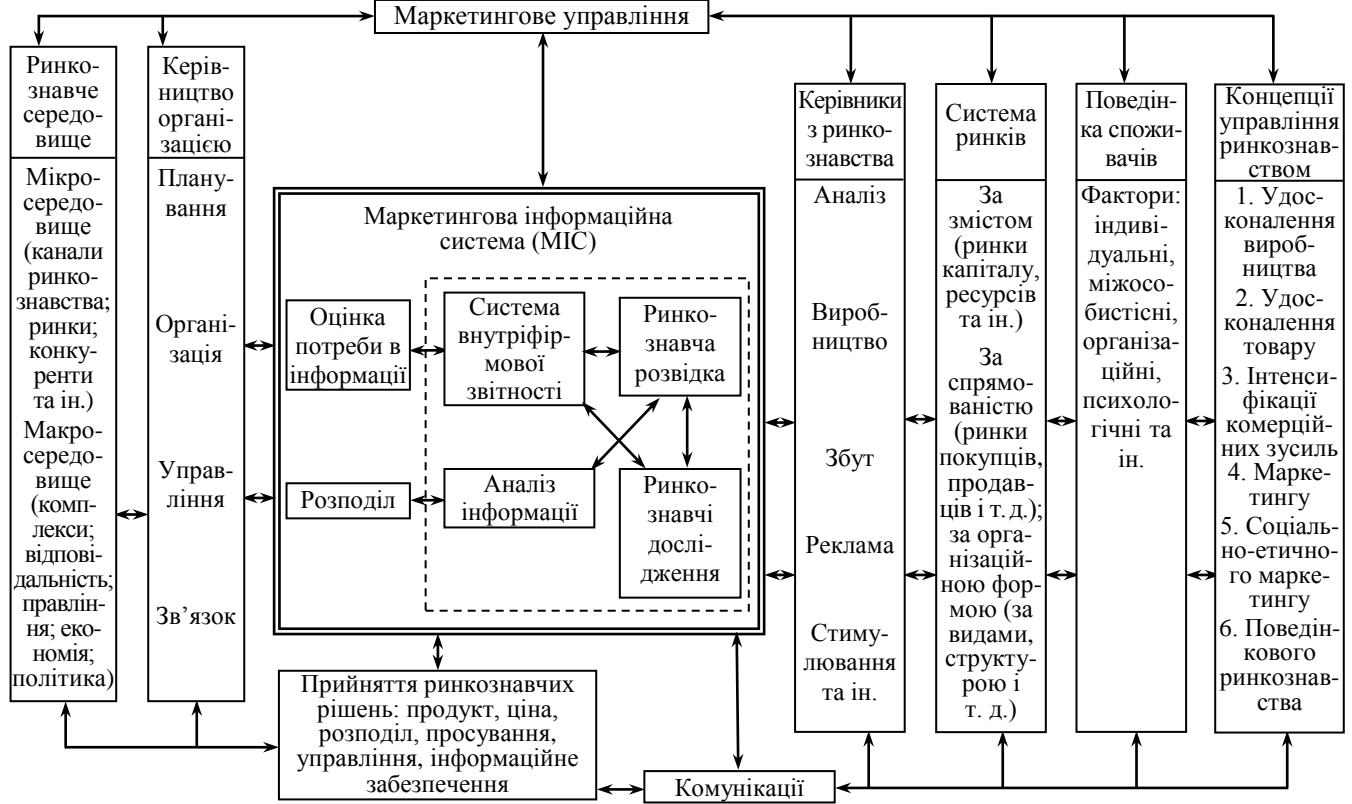 Маркетингове управління
Ринко-
знавче
середо-
вище
Мікро-
середо-
вище
(канали
ринко-
знавства;
ринки;
конку-
ренти
та ін.)
Макро-
середо-
вище
(комп-
лекси;
відпові-
дальність;
правлін-
ня; еко-
номія;
політика)
Керів-
ництво
органі-
зацією
Плану-
вання
Органі-
зація
Управ-
ління
Зв’язок
Маркетингова інформаційна
система (МІС)
Оцінка
потреби в
інформації
Система
внутріфір-
мової
звітності
Ринко-
знавча
розвідка
Розподіл
Аналіз
інформації
Ринко-
знавчі
дослі-
дження
Прийняття ринкознавчих
рішень: продукт, ціна,
розподіл, просування,
управління, інформаційне
забезпечення
Комунікації
Керівники
з ринко-
знавства
Аналіз
Вироб-
ництво
Збут
Реклама
Стиму-
лювання
та ін.
Система
ринків
За
змістом
(ринки
капіталу,
ресурсів
та ін.)
За
спрямо-
ваністю
(ринки
покупців,
продав-
ців і т. д.);
за орга-
нізацій-
ною фор-
мою (за
видами,
структу-
рою і
т. д.)
Поведін-
ка спожи-
вачів
Фактори:
індиві-
дуальні,
міжосо-
бистісні,
організа-
ційні,
психоло-
гічні та
ін.
Концепції
управління
ринкознав-
ством
1. Удос-
коналення
вироб-
ництва
2. Удос-
коналення
товару
3. Інтенси-
фікації
комерцій-
них зусиль
4. Марке-
тингу
5. Соціаль-
но-етично-
го марке-
тингу
6. Поведін-
кового
ринкознав-
ства